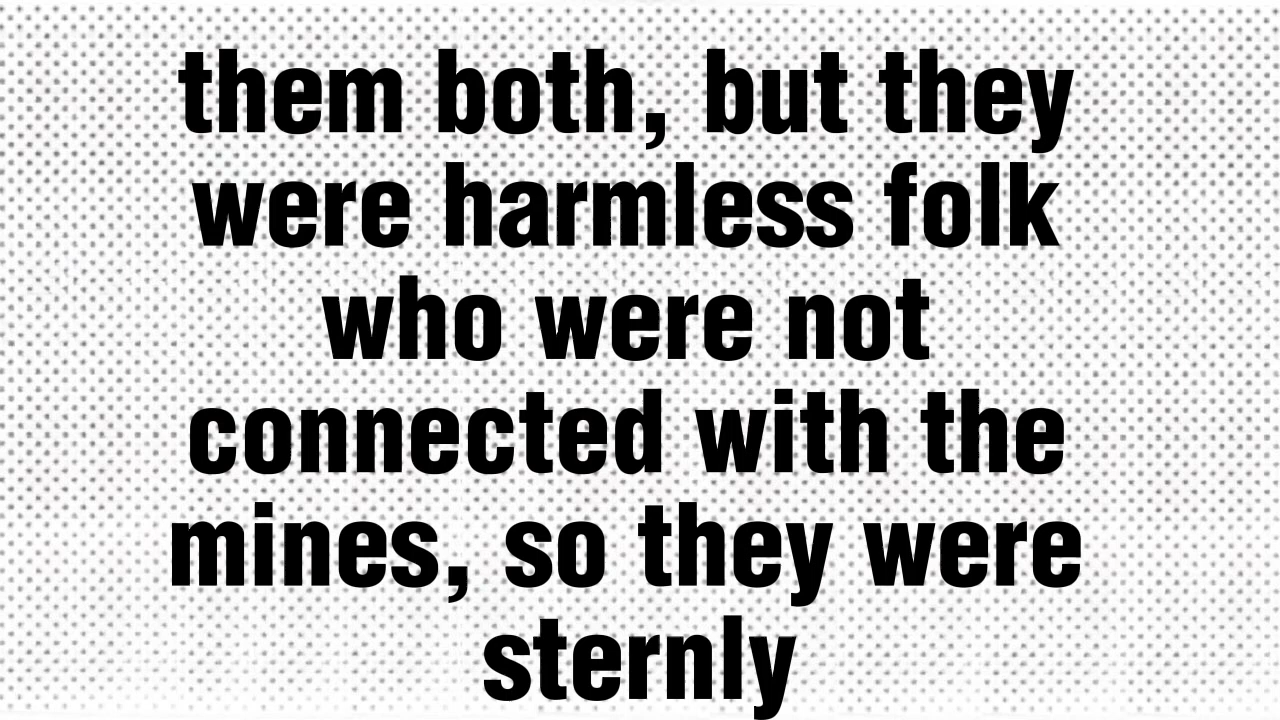 them both, but they
were harmless folk
who were not
connected with the
mines, so they were
sternly